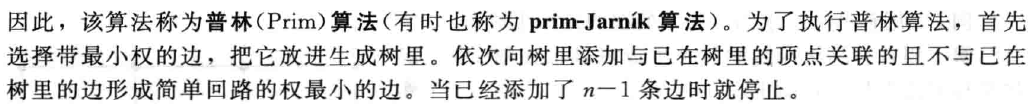 因此，该算法称为普林(Prim)算法(有时也称为 prim-Jarník 算法)。为了执行普林算法，首先
选择带最小权的边，把它放进生成树里。依次向树里添加与已在树里的顶点关联的且不与已在
树里的边形成简单回路的权最小的边。当已经添加了 n－1 条边时就停止。